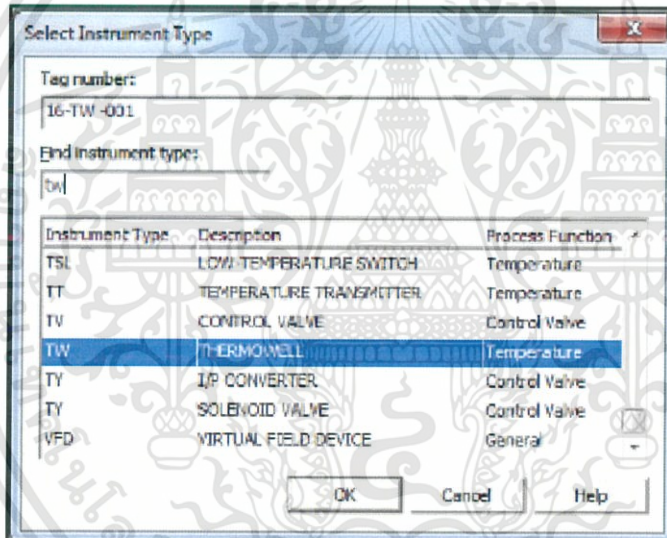 Select Instrument Type
Tag number:
16-TW -001
Find instrument type:
tw
Instrument Type Description Process Function
TSL LOW-TEMPERATURE SWITCH Temperature
TT TEMPERATURE TRANSMITTER Temperature
TV CONTROL VALVE Control Valve
TW THERMOWELL Temperature
TY I/P CONVERTER Control Valve
TY SOLENOID VALVE Control Valve
VFD VIRTUAL FIELD DEVICE General
OK Cancel Help